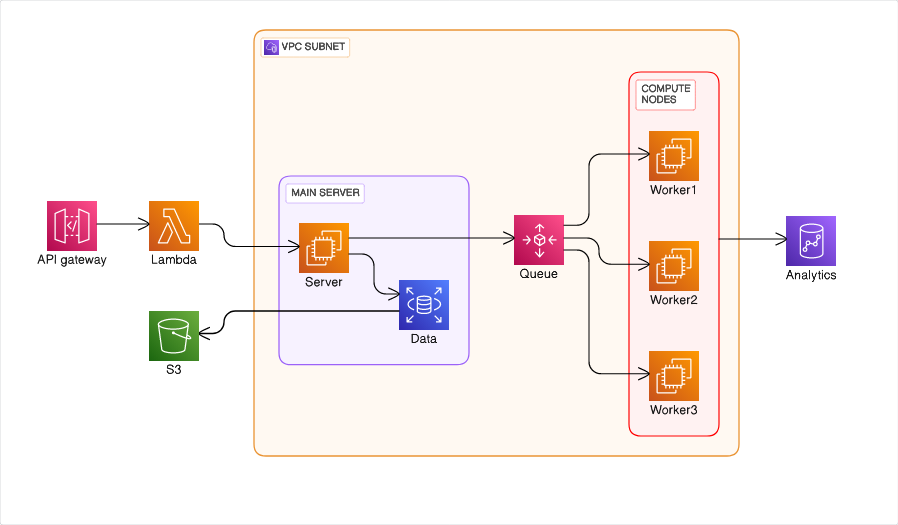 VPC SUBNET
COMPUTE
NODES
Worker1
MAIN SERVER
API gateway
Lambda
Server
Queue
Analytics
Worker2
Data
S3
Worker3